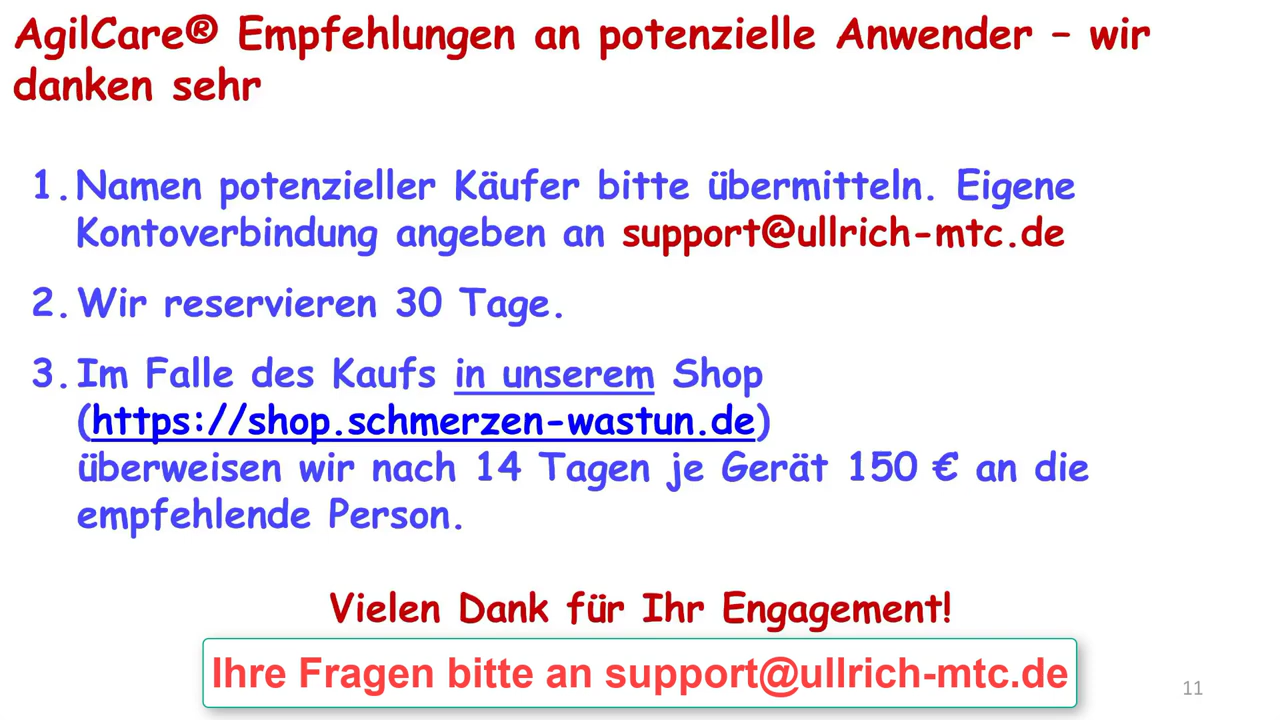 AgilCare® Empfehlungen an potenzielle Anwender – wir
danken sehr
1. Namen potenzieller Käufer bitte übermitteln. Eigene
Kontoverbindung angeben an support@ullrich-mtc.de
2. Wir reservieren 30 Tage.
3. Im Falle des Kaufs in unserem Shop
(https://shop.schmerzen-wastun.de)
überweisen wir nach 14 Tagen je Gerät 150 € an die
empfehlende Person.
Vielen Dank für Ihr Engagement!
Ihre Fragen bitte an support@ullrich-mtc.de
11